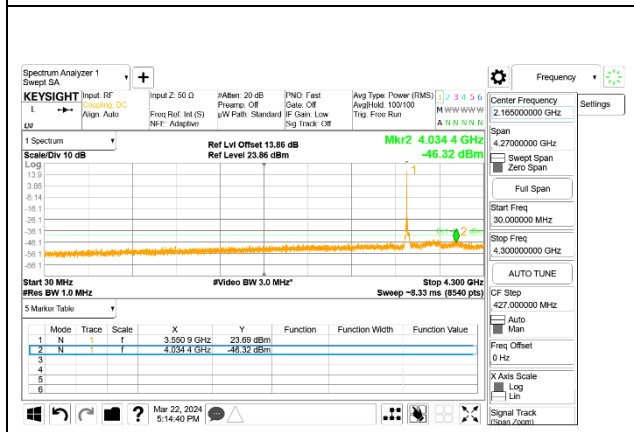 Spectrum Analyzer 1
Swept SA
Frequency
KEYSIGHT
Input: RF
Coupling: DC
Align: Auto
Input Z: 50 Ω
Freq Ref: Int (S)
NFE: Adaptive
#Atten: 20 dB
Preamp: Off
µW Path: Standard
PNO: Fast
Gate: Off
IF Gain: Low
Sig Track: Off
Avg Type: Power (RMS)
Avg|Hold: 100/100
Trig: Free Run
1 2 3 4 5 6
M W W W W W
A N N N N N
L
Center Frequency
2.165000000 GHz
Settings
Span
4.27000000 GHz
Swept Span
Zero Span
Full Span
Start Freq
30.000000 MHz
Stop Freq
4.300000000 GHz
AUTO TUNE
CF Step
427.000000 MHz
Auto
Man
Freq Offset
0 Hz
X Axis Scale
Log
Lin
Signal Track
(Span Zoom)
1 Spectrum
Scale/Div 10 dB
Log
Ref Lvl Offset 13.86 dB
Ref Level 23.86 dBm
Mkr2 4.034 4 GHz
-46.32 dBm
13.9
3.86
-6.14
-16.1
-26.1
-36.1
-46.1
-56.1
-66.1
1
2
Start 30 MHz
#Res BW 1.0 MHz
#Video BW 3.0 MHz*
Stop 4.300 GHz
Sweep ~8.33 ms (8540 pts)
5 Marker Table
Mode Trace Scale X Y Function Function Width Function Value
1 N 1 f 3.550 9 GHz 23.69 dBm
2 N 1 f 4.034 4 GHz -46.32 dBm
3
4
5
6
?
Mar 22, 2024
5:14:40 PM